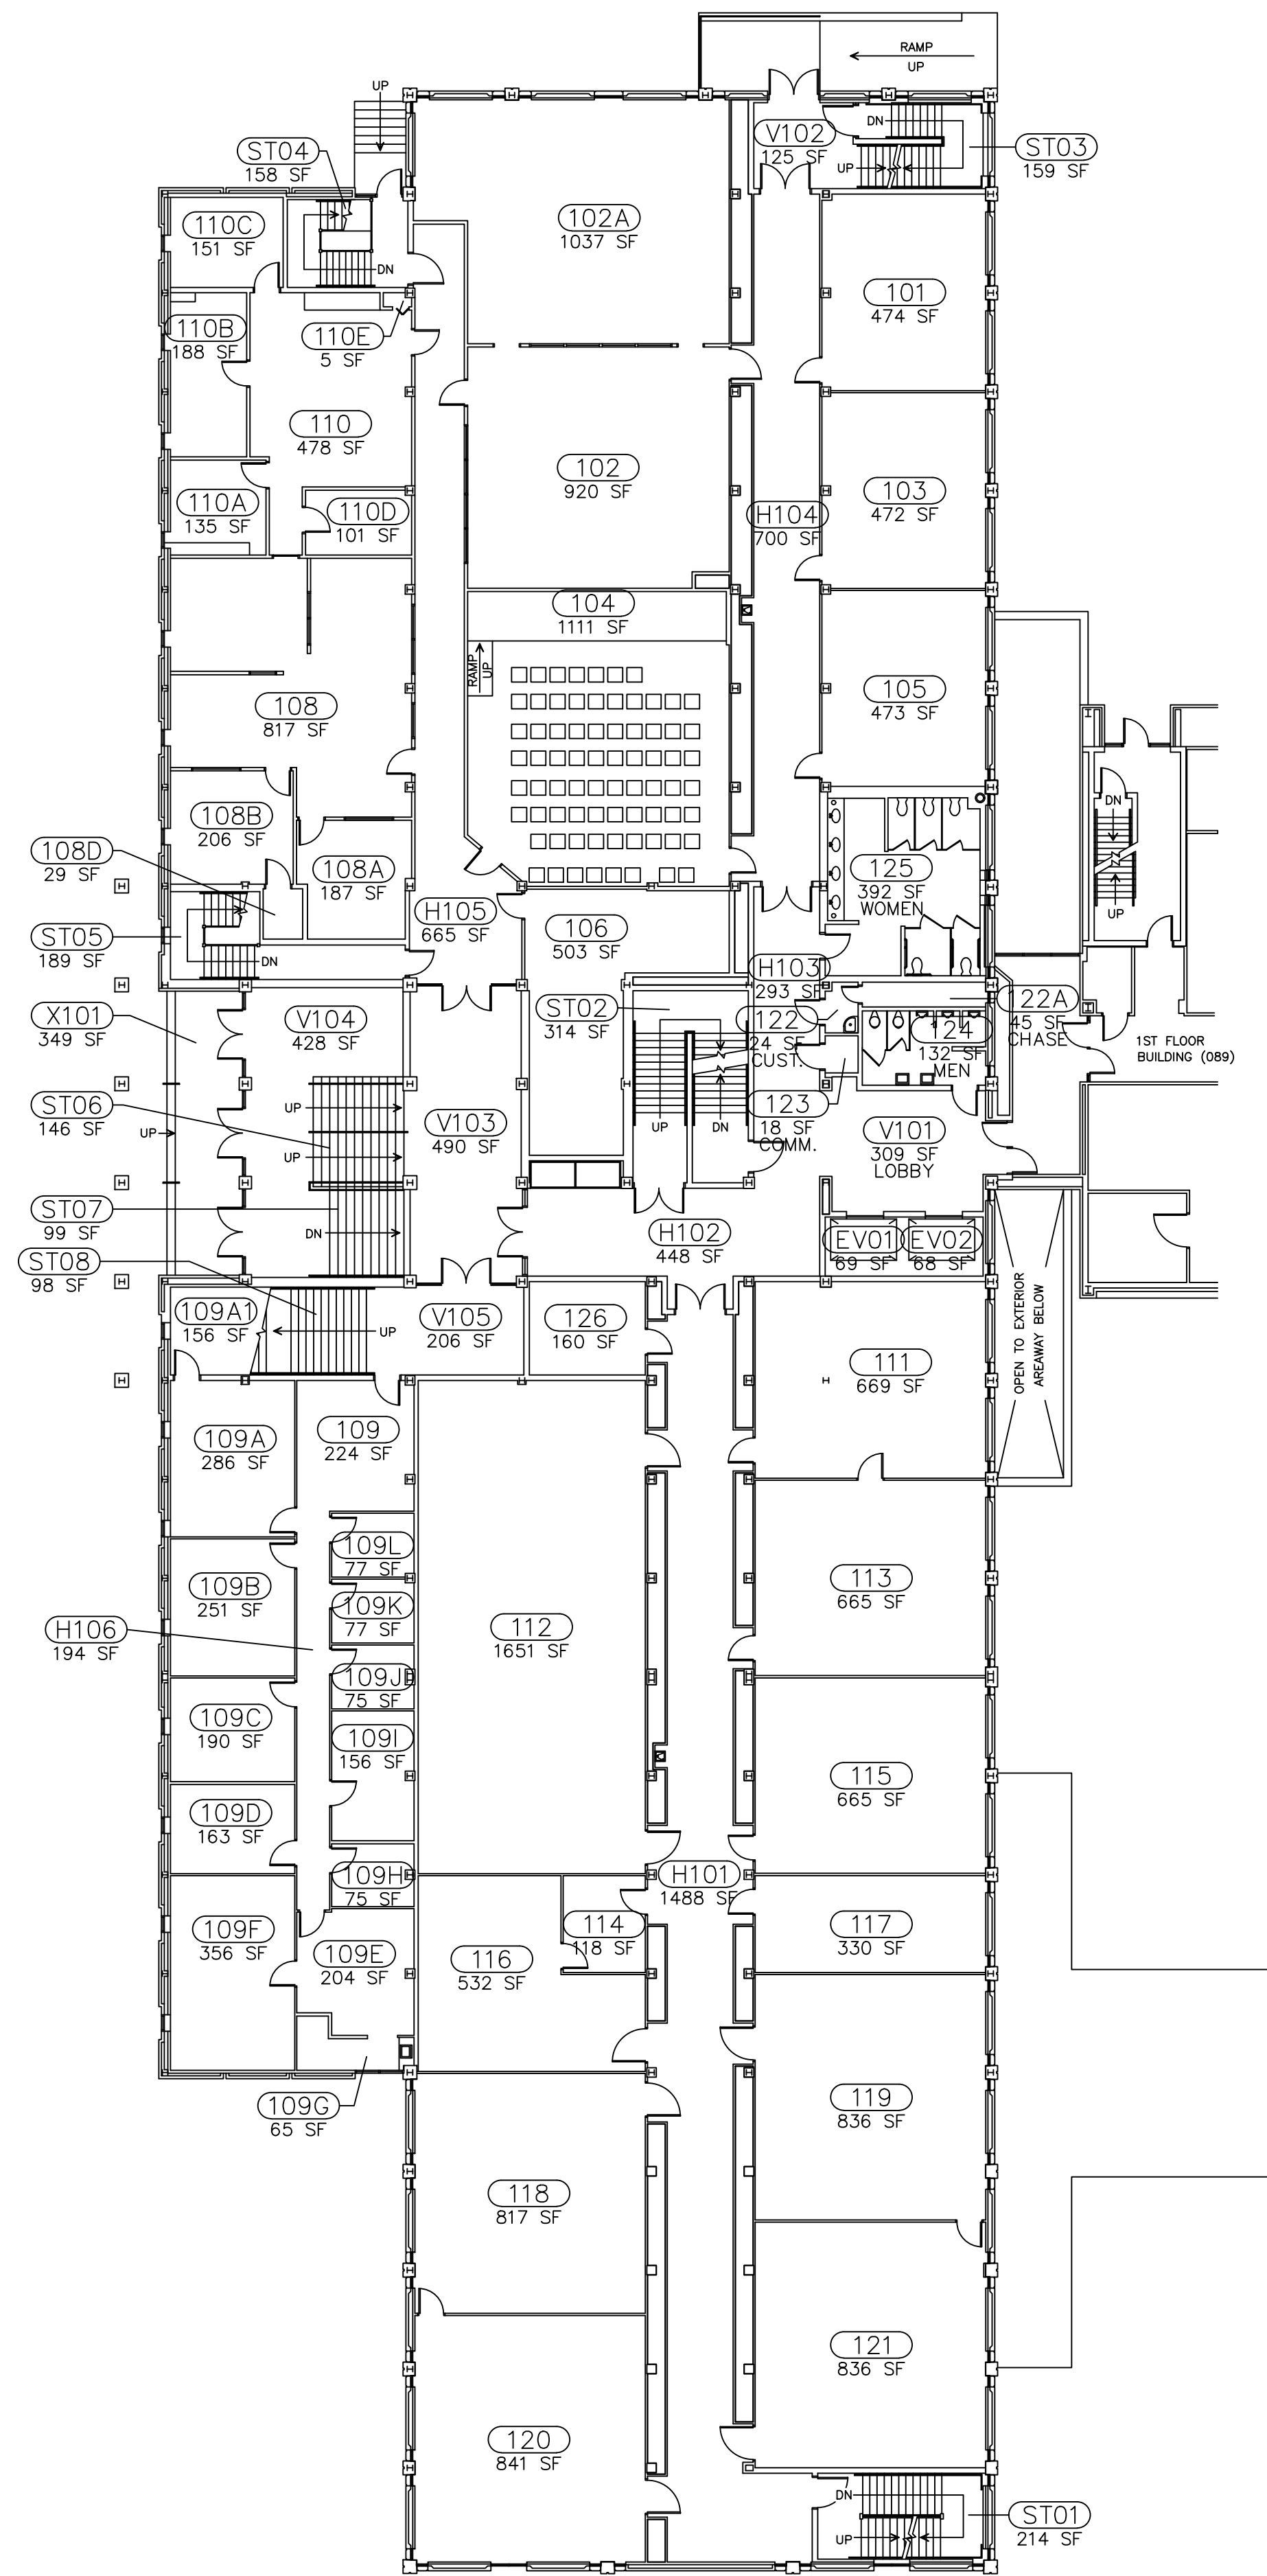 RAMP
UP
UP
ST04
158 SF
V102
125 SF
DN
UP
ST03
159 SF
110C
151 SF
102A
1037 SF
DN
101
474 SF
110B
188 SF
110E
5 SF
110
478 SF
102
920 SF
103
472 SF
110A
135 SF
110D
101 SF
H104
700 SF
104
1111 SF
RAMP
UP
108
817 SF
105
473 SF
DN
UP
108B
206 SF
108D
29 SF
108A
187 SF
125
392 SF
WOMEN
H105
665 SF
106
503 SF
ST05
189 SF
DN
H103
293 SF
X101
349 SF
V104
428 SF
ST02
314 SF
122
24 SF
CUST.
124
132 SF
MEN
122A
45 SF
CHASE
1ST FLOOR
BUILDING (089)
ST06
146 SF
UP
UP
UP
V103
490 SF
UP
DN
123
18 SF
COMM.
V101
309 SF
LOBBY
ST07
99 SF
DN
H102
448 SF
EV01
69 SF
EV02
68 SF
ST08
98 SF
109A1
156 SF
UP
V105
206 SF
126
160 SF
OPEN TO EXTERIOR
AREAWAY BELOW
111
669 SF
109A
286 SF
109
224 SF
109L
77 SF
109B
251 SF
109K
77 SF
113
665 SF
H106
194 SF
112
1651 SF
109J
75 SF
109C
190 SF
109I
156 SF
115
665 SF
109D
163 SF
109H
75 SF
H101
1488 SF
109F
356 SF
109E
204 SF
116
532 SF
114
118 SF
117
330 SF
109G
65 SF
119
836 SF
118
817 SF
121
836 SF
120
841 SF
DN
UP
ST01
214 SF